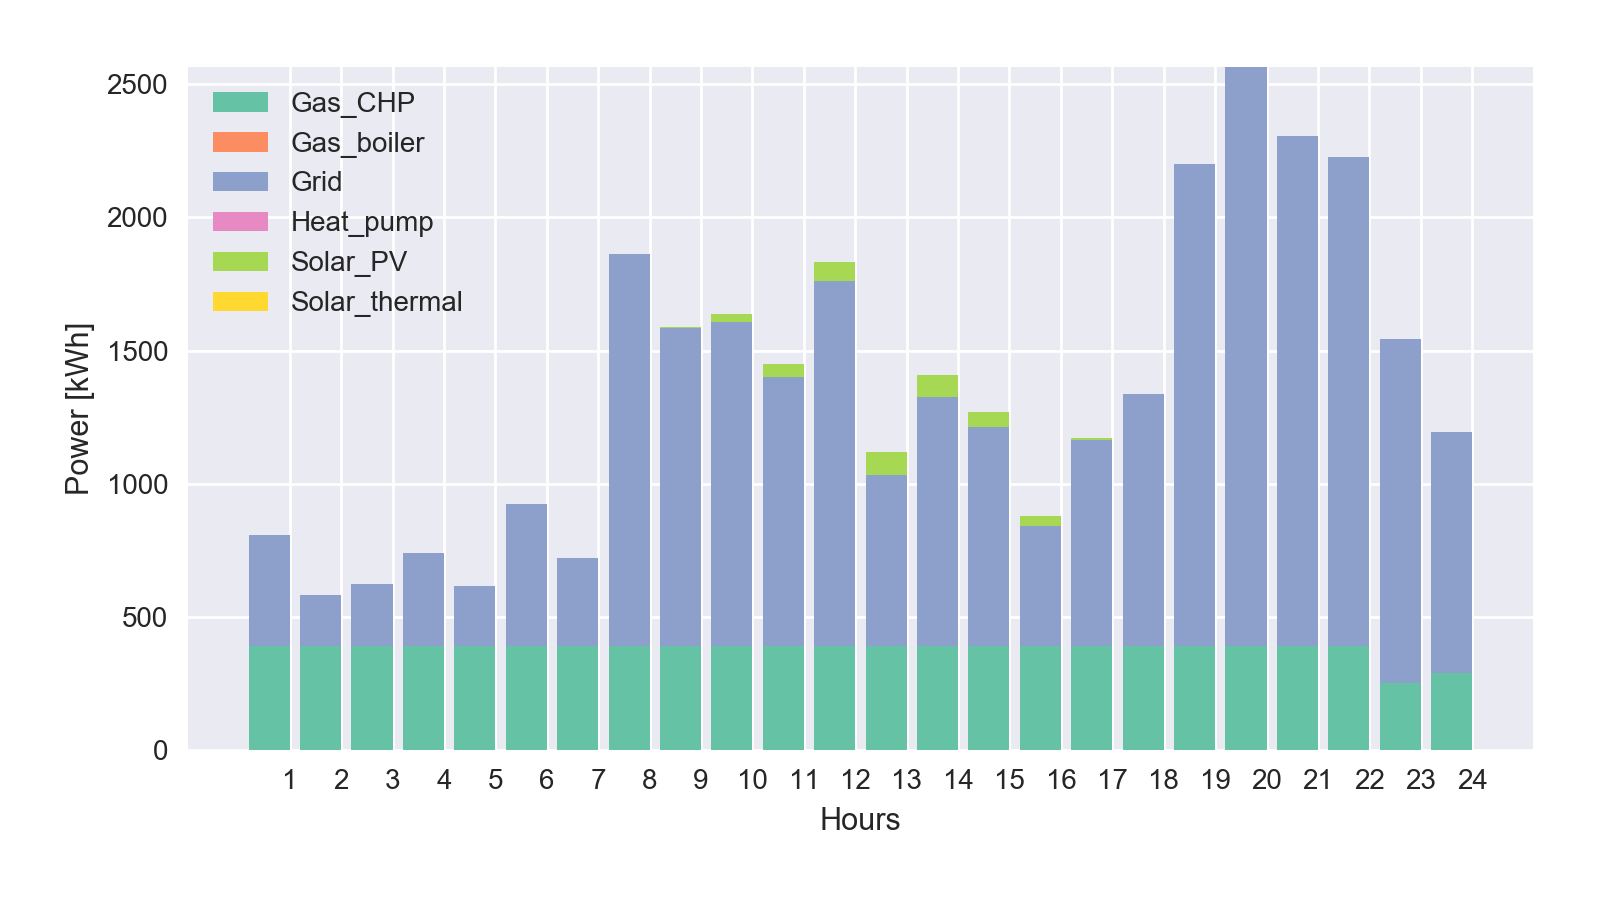 2500
2000
1500
1000
500
0
Power [kWh]
Gas_CHP
Gas_boiler
Grid
Heat_pump
Solar_PV
Solar_thermal
1 2 3 4 5 6 7 8 9 10 11 12 13 14 15 16 17 18 19 20 21 22 23 24
Hours